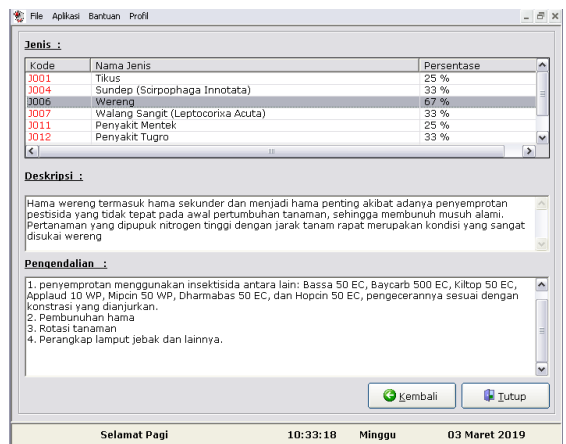 File Aplikasi Bantuan Profil
Jenis :
Kode Nama Jenis Persentase
J001 Tikus 25 %
J004 Sundep (Scirpophaga Innotata) 33 %
J006 Wereng 67 %
J007 Walang Sangit (Leptocorixa Acuta) 33 %
J011 Penyakit Mentek 25 %
J012 Penyakit Tugro 33 %
Deskripsi :
Hama wereng termasuk hama sekunder dan menjadi hama penting akibat adanya penyemprotan
pestisida yang tidak tepat pada awal pertumbuhan tanaman, sehingga membunuh musuh alami.
Pertanaman yang dipupuk nitrogen tinggi dengan jarak tanam rapat merupakan kondisi yang sangat
disukai wereng
Pengendalian :
1. penyemprotan menggunakan insektisida antara lain: Bassa 50 EC, Baycarb 500 EC, Kiltop 50 EC,
Applaud 10 WP, Mipcin 50 WP, Dharmabas 50 EC, dan Hopcin 50 EC, pengecerannya sesuai dengan
konstrasi yang dianjurkan.
2. Pembunuhan hama
3. Rotasi tanaman
4. Perangkap lamput jebak dan lainnya.
Kembali Tutup
Selamat Pagi 10:33:18 Minggu 03 Maret 2019